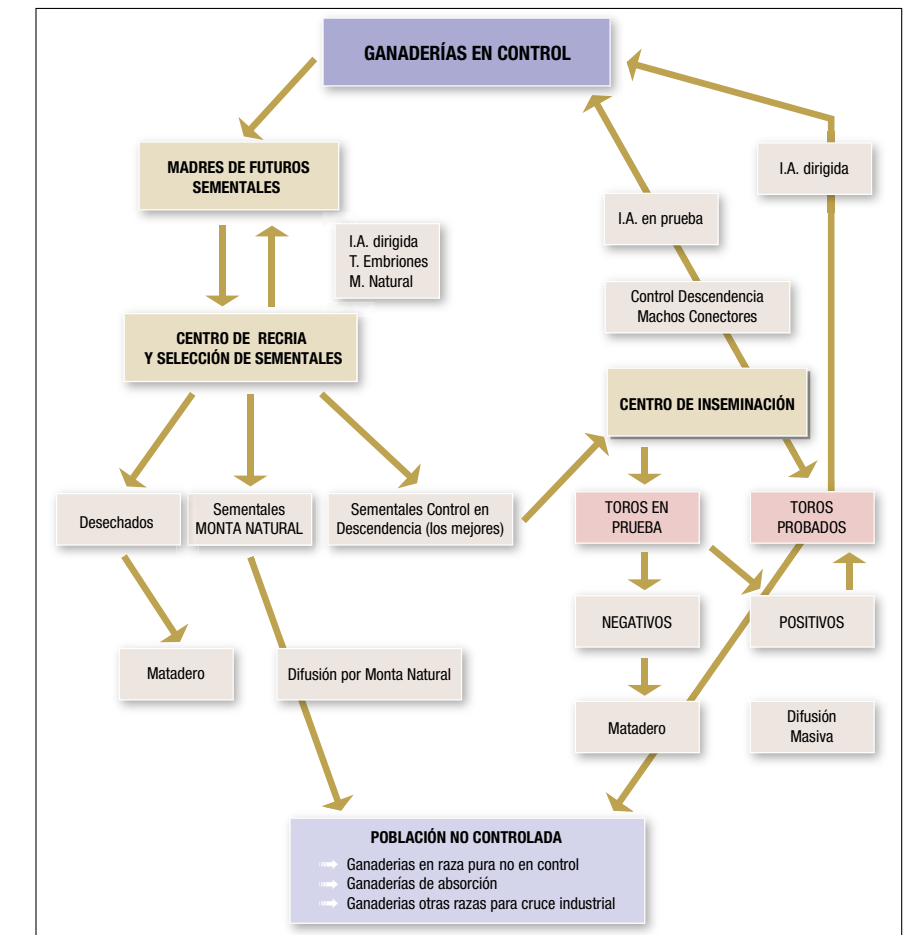 GANADERÍAS EN CONTROL
MADRES DE FUTUROS
SEMENTALES
I.A. dirigida
T. Embriones
M. Natural
CENTRO DE RECRIA
Y SELECCIÓN DE SEMENTALES
I.A. dirigida
I.A. en prueba
Control Descendencia
Machos Conectores
CENTRO DE INSEMINACIÓN
Desechados
Sementales
MONTA NATURAL
Sementales Control en
Descendencia (los mejores)
TOROS EN
PRUEBA
TOROS
PROBADOS
NEGATIVOS
POSITIVOS
Matadero
Difusión por Monta Natural
Matadero
Difusión
Masiva
POBLACIÓN NO CONTROLADA
Ganaderias en raza pura no en control
Ganaderías de absorción
Ganaderias otras razas para cruce industrial